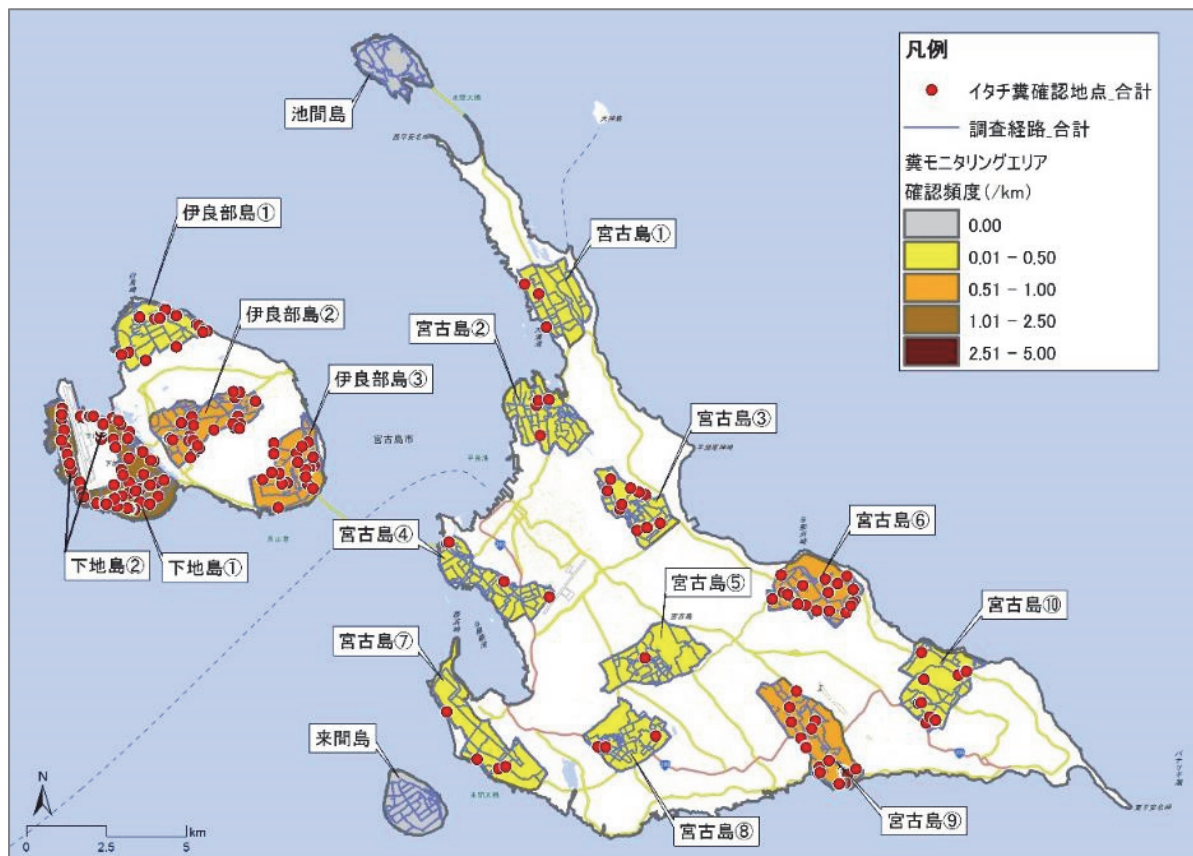 凡例
イタチ糞確認地点_合計
調査経路_合計
糞モニタリングエリア
確認頻度(/km)
0.00
0.01 - 0.50
0.51 - 1.00
1.01 - 2.50
2.51 - 5.00
池間島
大神島
伊良部島①
宮古島①
伊良部島②
宮古島②
伊良部島③
宮古島③
宮古島市
宮古島④
宮古島⑥
下地島②
下地島①
宮古島⑤
宮古島
宮古島⑩
宮古島⑦
来間島
宮古島⑧
宮古島⑨
N
0
2.5
5
km